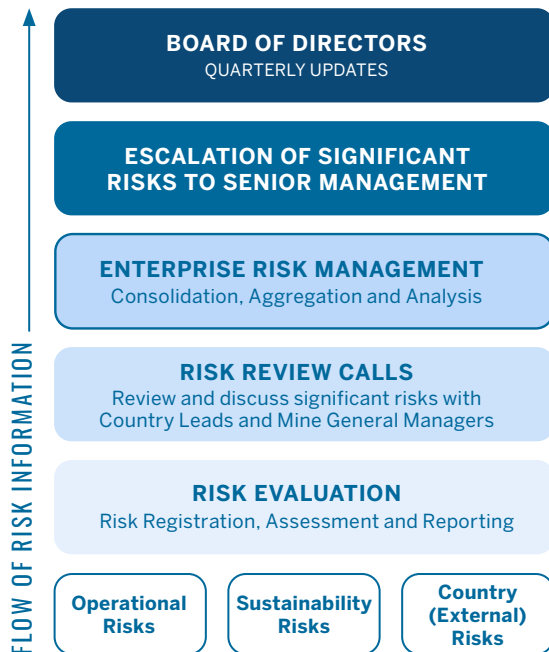 BOARD OF DIRECTORS
QUARTERLY UPDATES
ESCALATION OF SIGNIFICANT
RISKS TO SENIOR MANAGEMENT
ENTERPRISE RISK MANAGEMENT
Consolidation, Aggregation and Analysis
RISK REVIEW CALLS
Review and discuss significant risks with
Country Leads and Mine General Managers
RISK EVALUATION
Risk Registration, Assessment and Reporting
Operational
Risks
Sustainability
Risks
Country
(External)
Risks
FLOW OF RISK INFORMATION